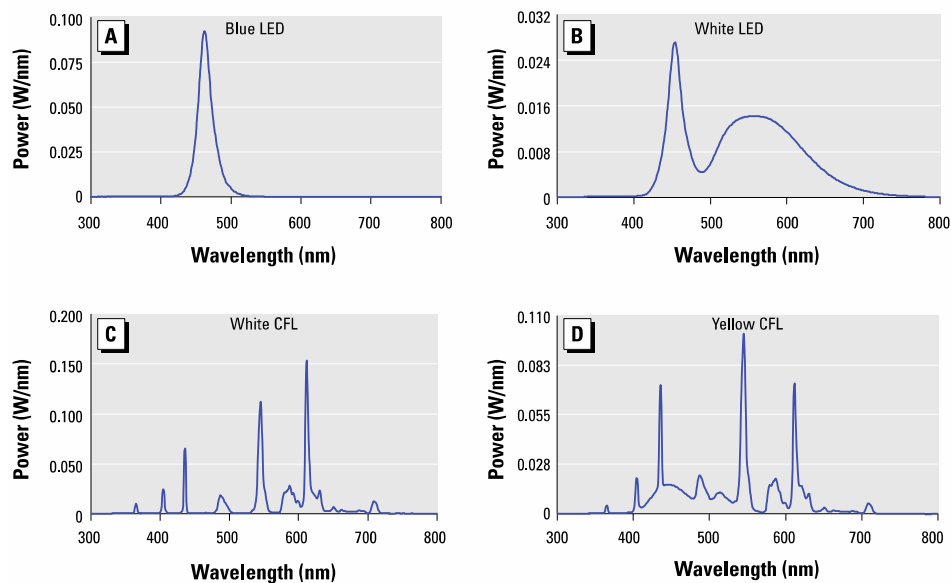 A
Blue LED
Power (W/nm)
0.100
0.075
0.050
0.025
0
300 400 500 600 700 800
Wavelength (nm)
B
White LED
Power (W/nm)
0.032
0.024
0.016
0.008
0
300 400 500 600 700 800
Wavelength (nm)
C
White CFL
Power (W/nm)
0.200
0.150
0.100
0.050
0.000
300 400 500 600 700 800
Wavelength (nm)
D
Yellow CFL
Power (W/nm)
0.110
0.083
0.055
0.028
0
300 400 500 600 700 800
Wavelength (nm)